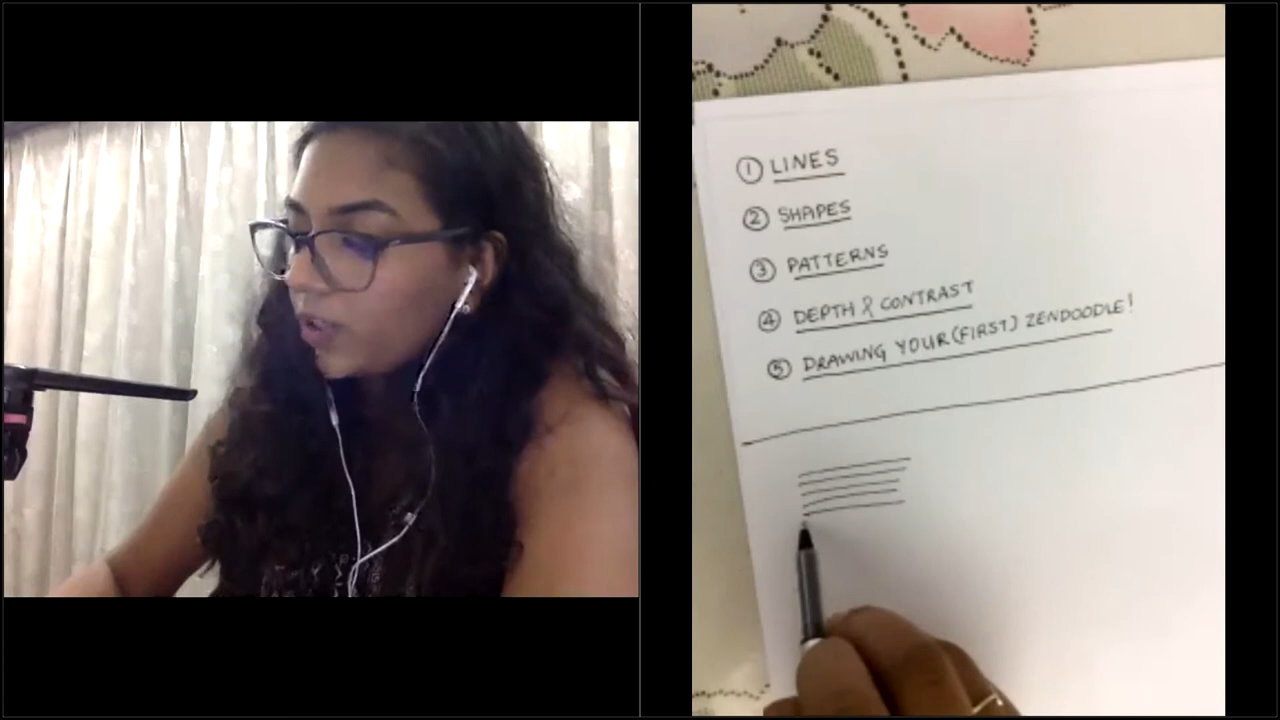 ① LINES
② SHAPES
③ PATTERNS
④ DEPTH & CONTRAST
⑤ DRAWING YOUR (FIRST) ZENDOODLE!